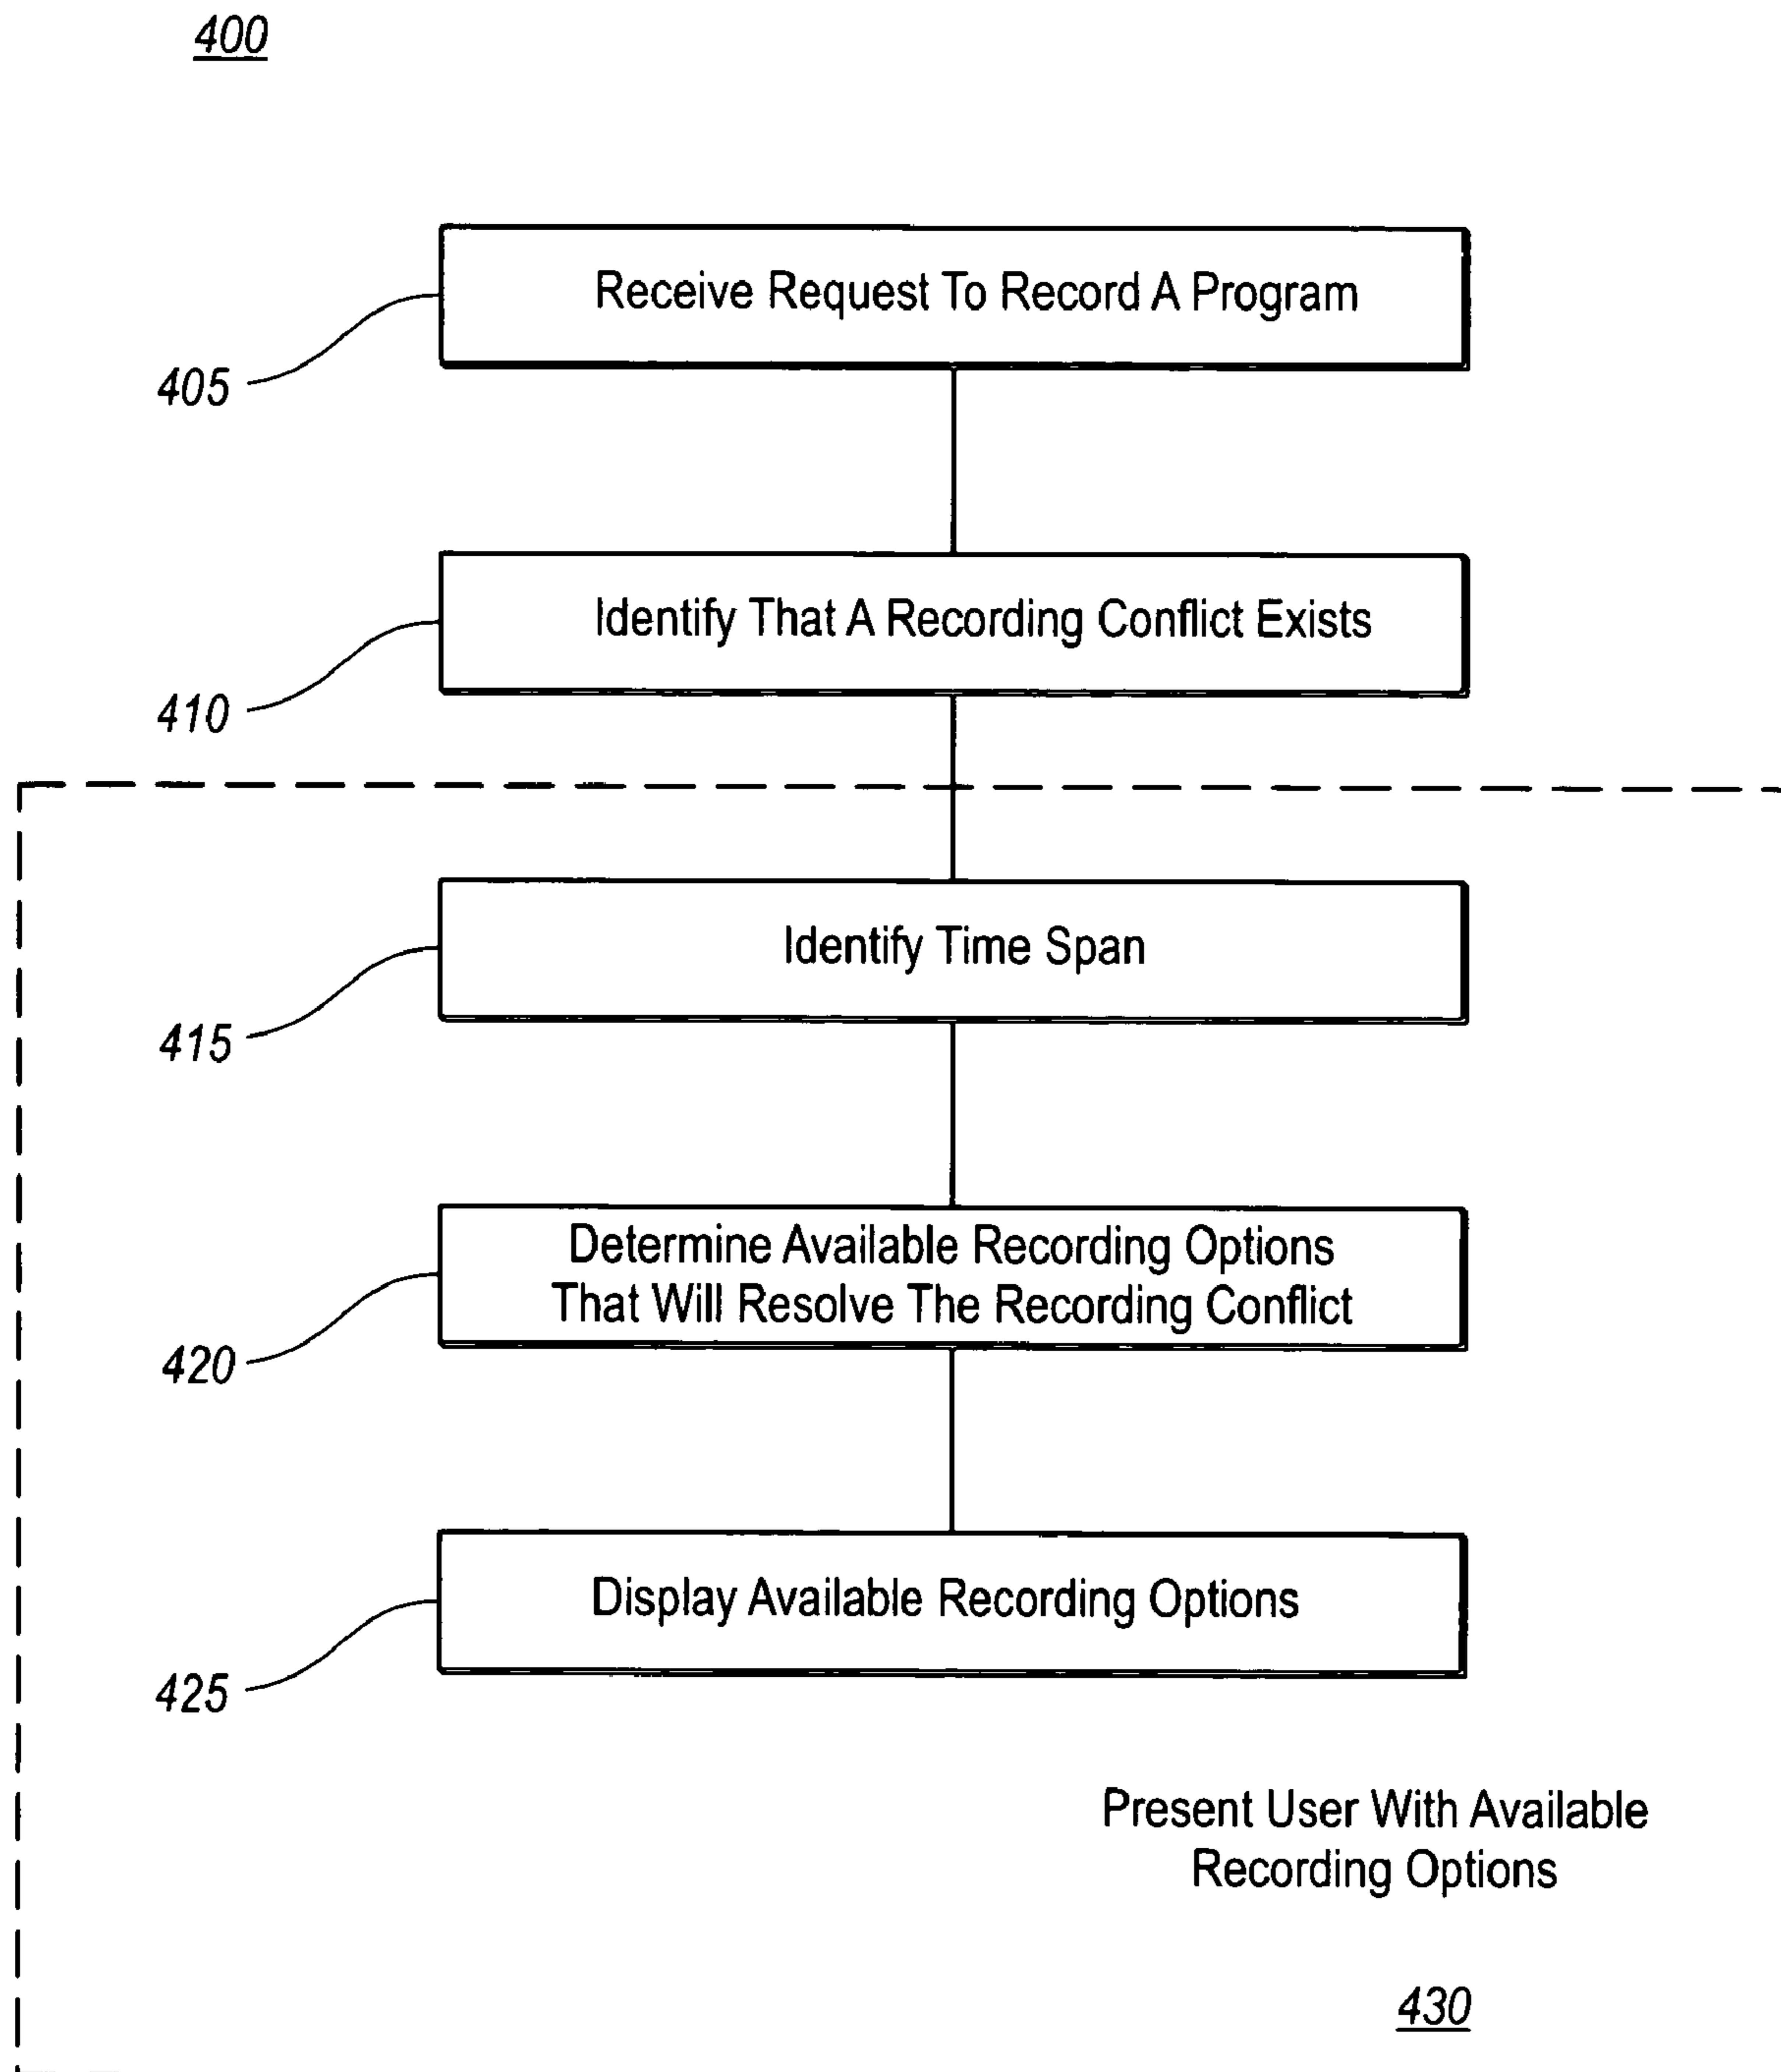 400
Receive Request To Record A Program
405
Identify That A Recording Conflict Exists
410
Identify Time Span
415
Determine Available Recording Options
That Will Resolve The Recording Conflict
420
Display Available Recording Options
425
Present User With Available
Recording Options
430